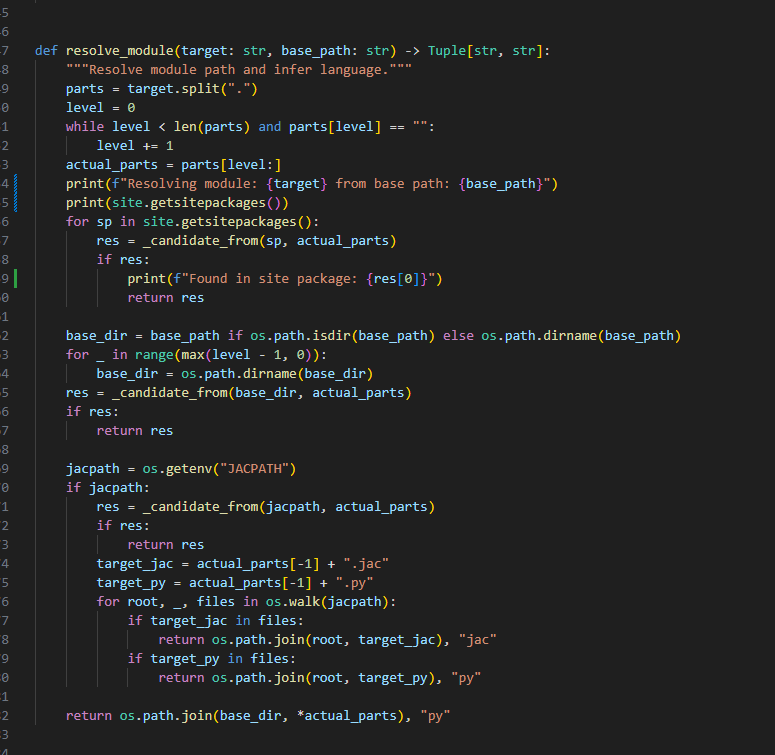 5
6
7 def resolve_module(target: str, base_path: str) -> Tuple[str, str]:
8     """Resolve module path and infer language."""
9     parts = target.split(".")
0     level = 0
1     while level < len(parts) and parts[level] == "":
2         level += 1
3     actual_parts = parts[level:]
4     print(f"Resolving module: {target} from base path: {base_path}")
5     print(site.getsitepackages())
6     for sp in site.getsitepackages():
7         res = _candidate_from(sp, actual_parts)
8         if res:
9             print(f"Found in site package: {res[0]}")
0             return res
1
2     base_dir = base_path if os.path.isdir(base_path) else os.path.dirname(base_path)
3     for _ in range(max(level - 1, 0)):
4         base_dir = os.path.dirname(base_dir)
5     res = _candidate_from(base_dir, actual_parts)
6     if res:
7         return res
8
9     jacpath = os.getenv("JACPATH")
0     if jacpath:
1         res = _candidate_from(jacpath, actual_parts)
2         if res:
3             return res
4         target_jac = actual_parts[-1] + ".jac"
5         target_py = actual_parts[-1] + ".py"
6         for root, _, files in os.walk(jacpath):
7             if target_jac in files:
8                 return os.path.join(root, target_jac), "jac"
9             if target_py in files:
0                 return os.path.join(root, target_py), "py"
1
2     return os.path.join(base_dir, *actual_parts), "py"
3